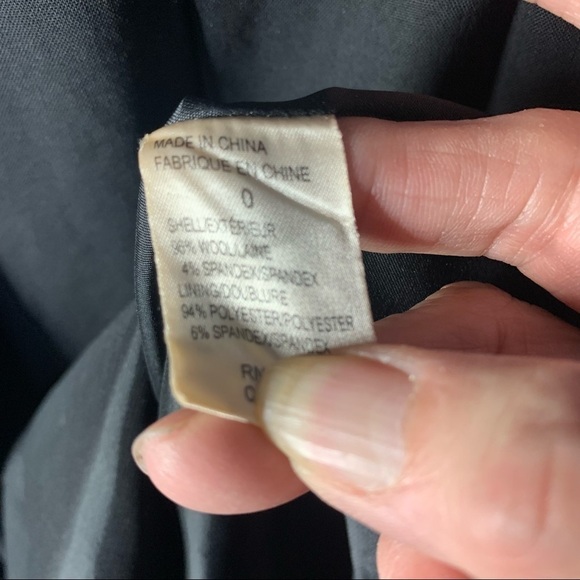 MADE IN CHINA
FABRIQUE EN CHINE
0
SHELL/EXTÉRIEUR
96% WOOL/LAINE
4% SPANDEX/SPANDEX
LINING/DOUBLURE
94% POLYESTER/POLYESTER
6% SPANDEX/SPANDEX
RN